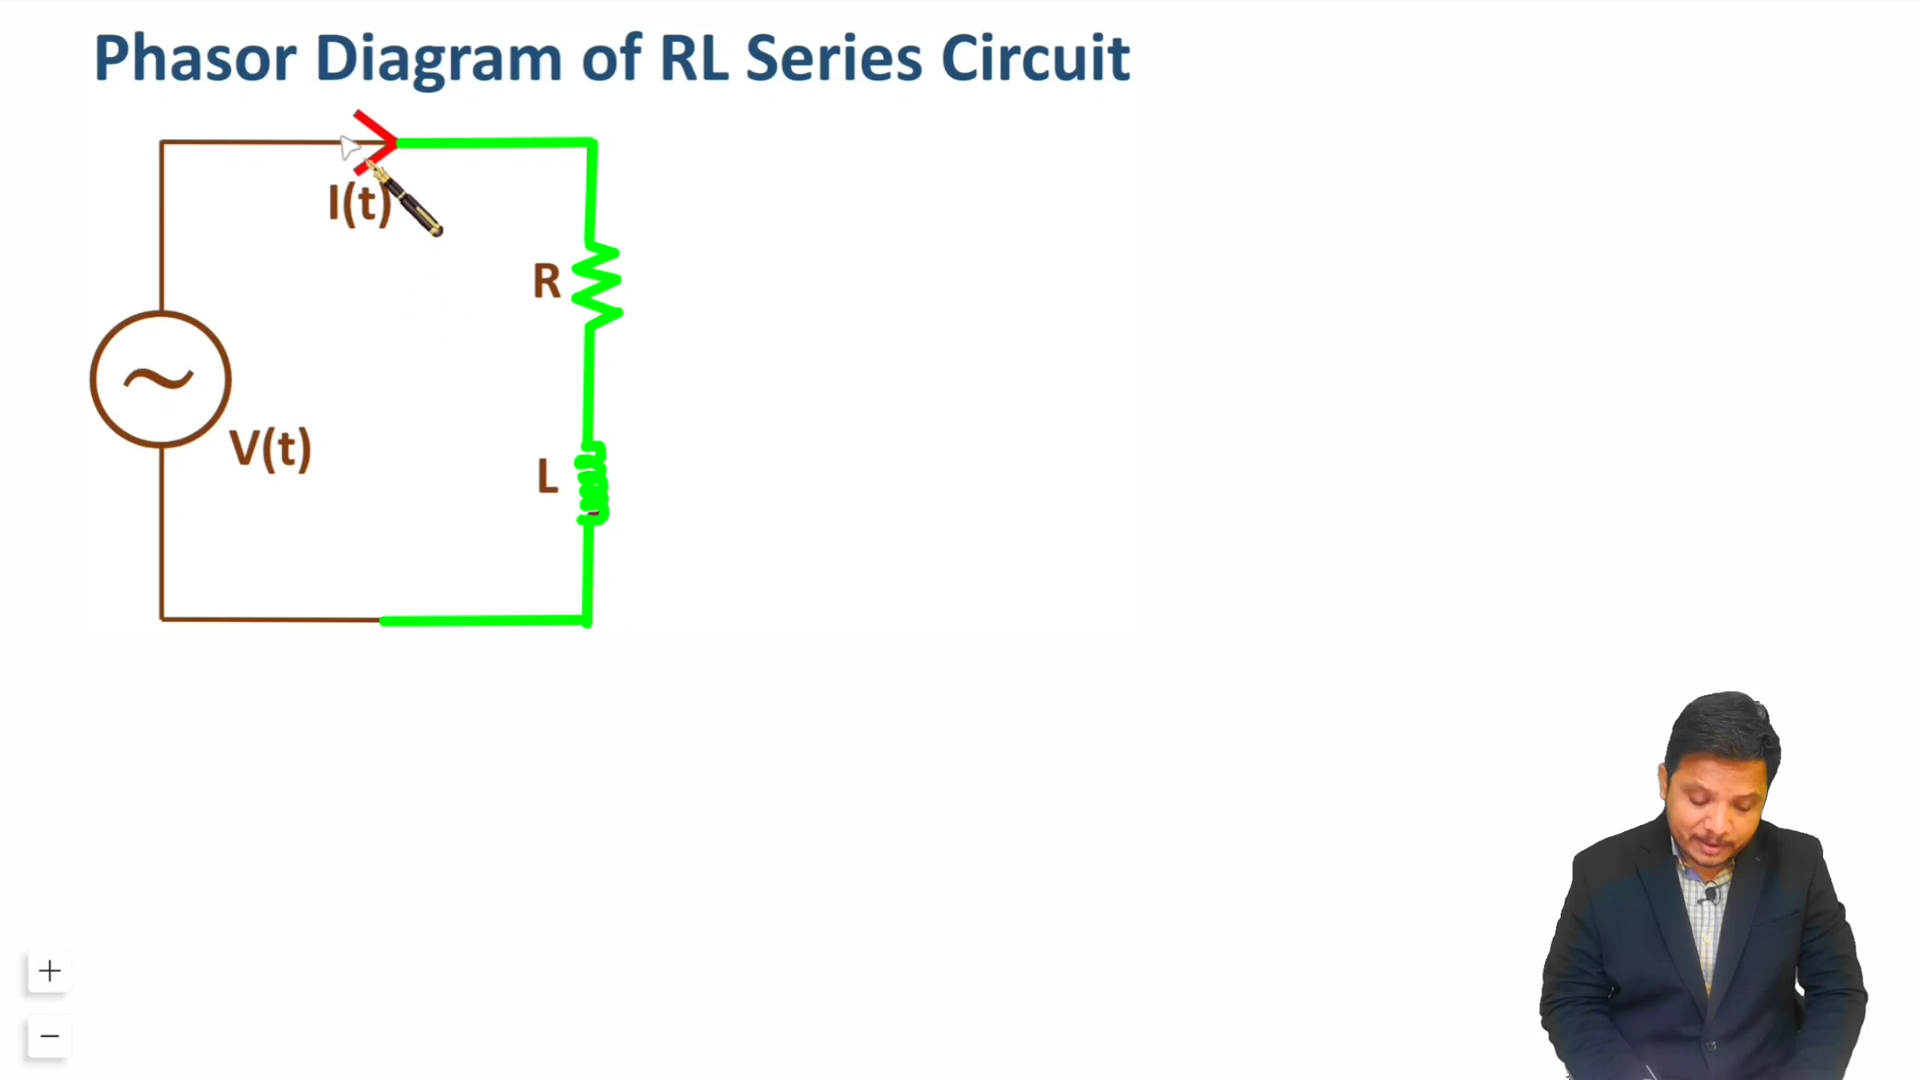 Phasor Diagram of RL Series Circuit
I(t)
R
V(t)
L
+
−